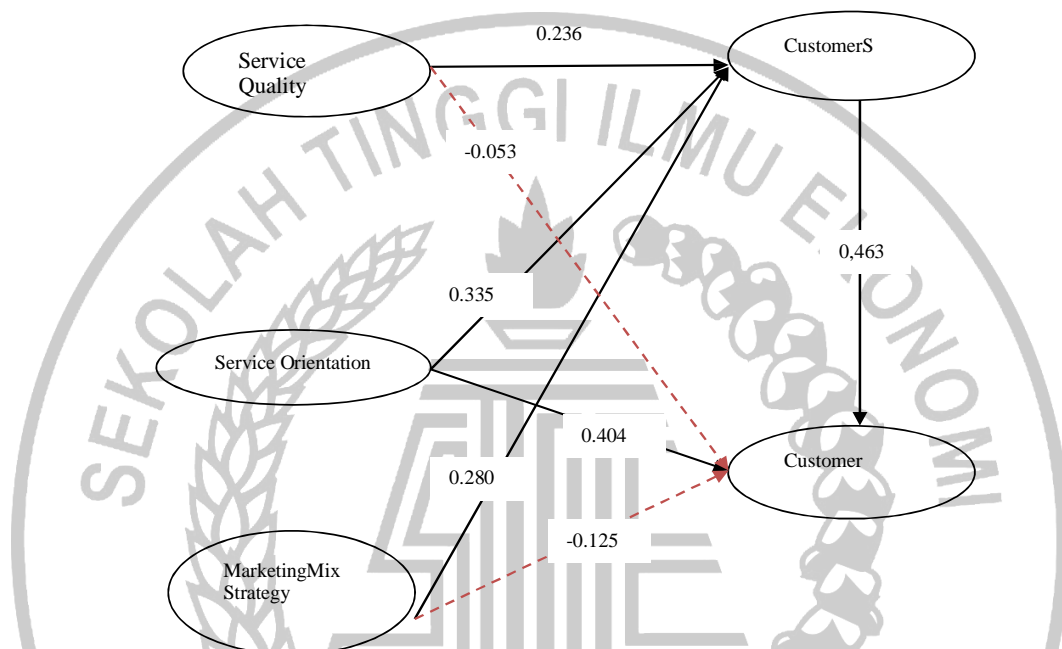 0.236
CustomerS
Service
Quality
-0.053
0,463
0.335
Service Orientation
0.404
Customer
0.280
-0.125
MarketingMix
Strategy
SEKOLAH TINGGI ILMU EKONOMI